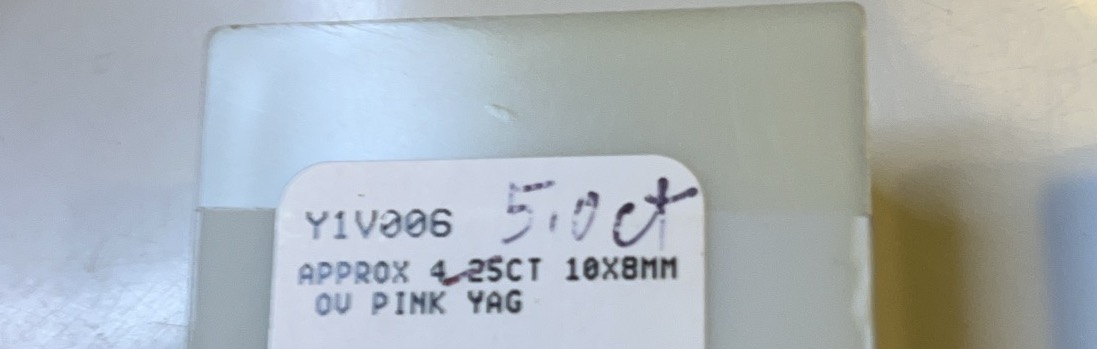 Y1V006 5.0ct
APPROX 4.25CT 10X8MM
OV PINK YAG